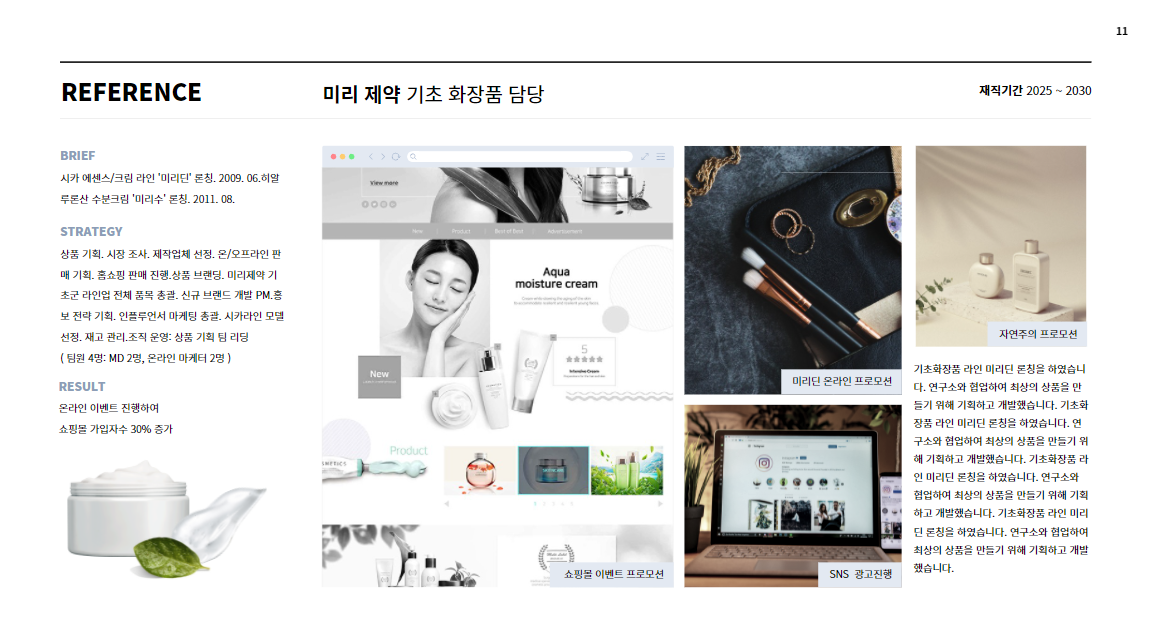 11
REFERENCE
미리 제약 기초 화장품 담당
재직기간 2025 ~ 2030
BRIEF
시카 에센스/크림 라인 '미리딘' 론칭. 2009. 06.히알
루론산 수분크림 '미리수' 론칭. 2011. 08.
STRATEGY
상품 기획. 시장 조사. 제작업체 선정. 온/오프라인 판
매 기획. 홈쇼핑 판매 진행.상품 브랜딩. 미리제약 기
초군 라인업 전체 품목 총괄. 신규 브랜드 개발 PM.홍
보 전략 기획. 인플루언서 마케팅 총괄. 시카라인 모델
선정. 재고 관리.조직 운영: 상품 기획 팀 리딩
( 팀원 4명: MD 2명, 온라인 마케터 2명 )
RESULT
온라인 이벤트 진행하여
쇼핑몰 가입자수 30% 증가
View more
New
Product
Best of Best
Advertisement
Aqua
moisture cream
New
5
Intensive Cream
Product
쇼핑몰 이벤트 프로모션
미리딘 온라인 프로모션
SNS 광고진행
자연주의 프로모션
기초화장품 라인 미리딘 론칭을 하였습니
다. 연구소와 협업하여 최상의 상품을 만
들기 위해 기획하고 개발했습니다. 기초화
장품 라인 미리딘 론칭을 하였습니다. 연
구소와 협업하여 최상의 상품을 만들기 위
해 기획하고 개발했습니다. 기초화장품 라
인 미리딘 론칭을 하였습니다. 연구소와
협업하여 최상의 상품을 만들기 위해 기획
하고 개발했습니다. 기초화장품 라인 미리
딘 론칭을 하였습니다. 연구소와 협업하여
최상의 상품을 만들기 위해 기획하고 개발
했습니다.